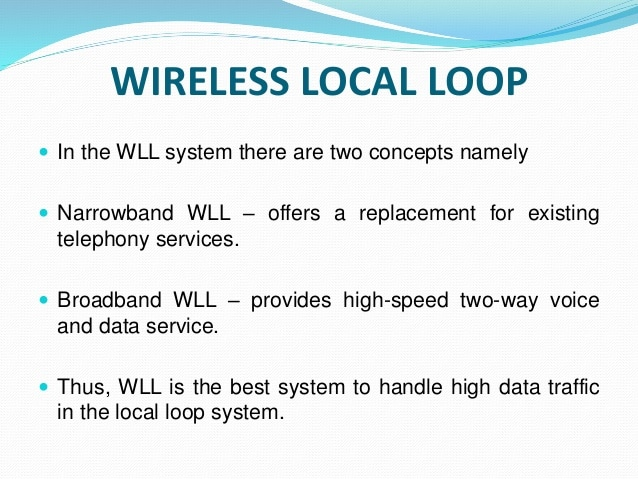 WIRELESS LOCAL LOOP
• In the WLL system there are two concepts namely
• Narrowband WLL – offers a replacement for existing
telephony services.
• Broadband WLL – provides high-speed two-way voice
and data service.
• Thus, WLL is the best system to handle high data traffic
in the local loop system.